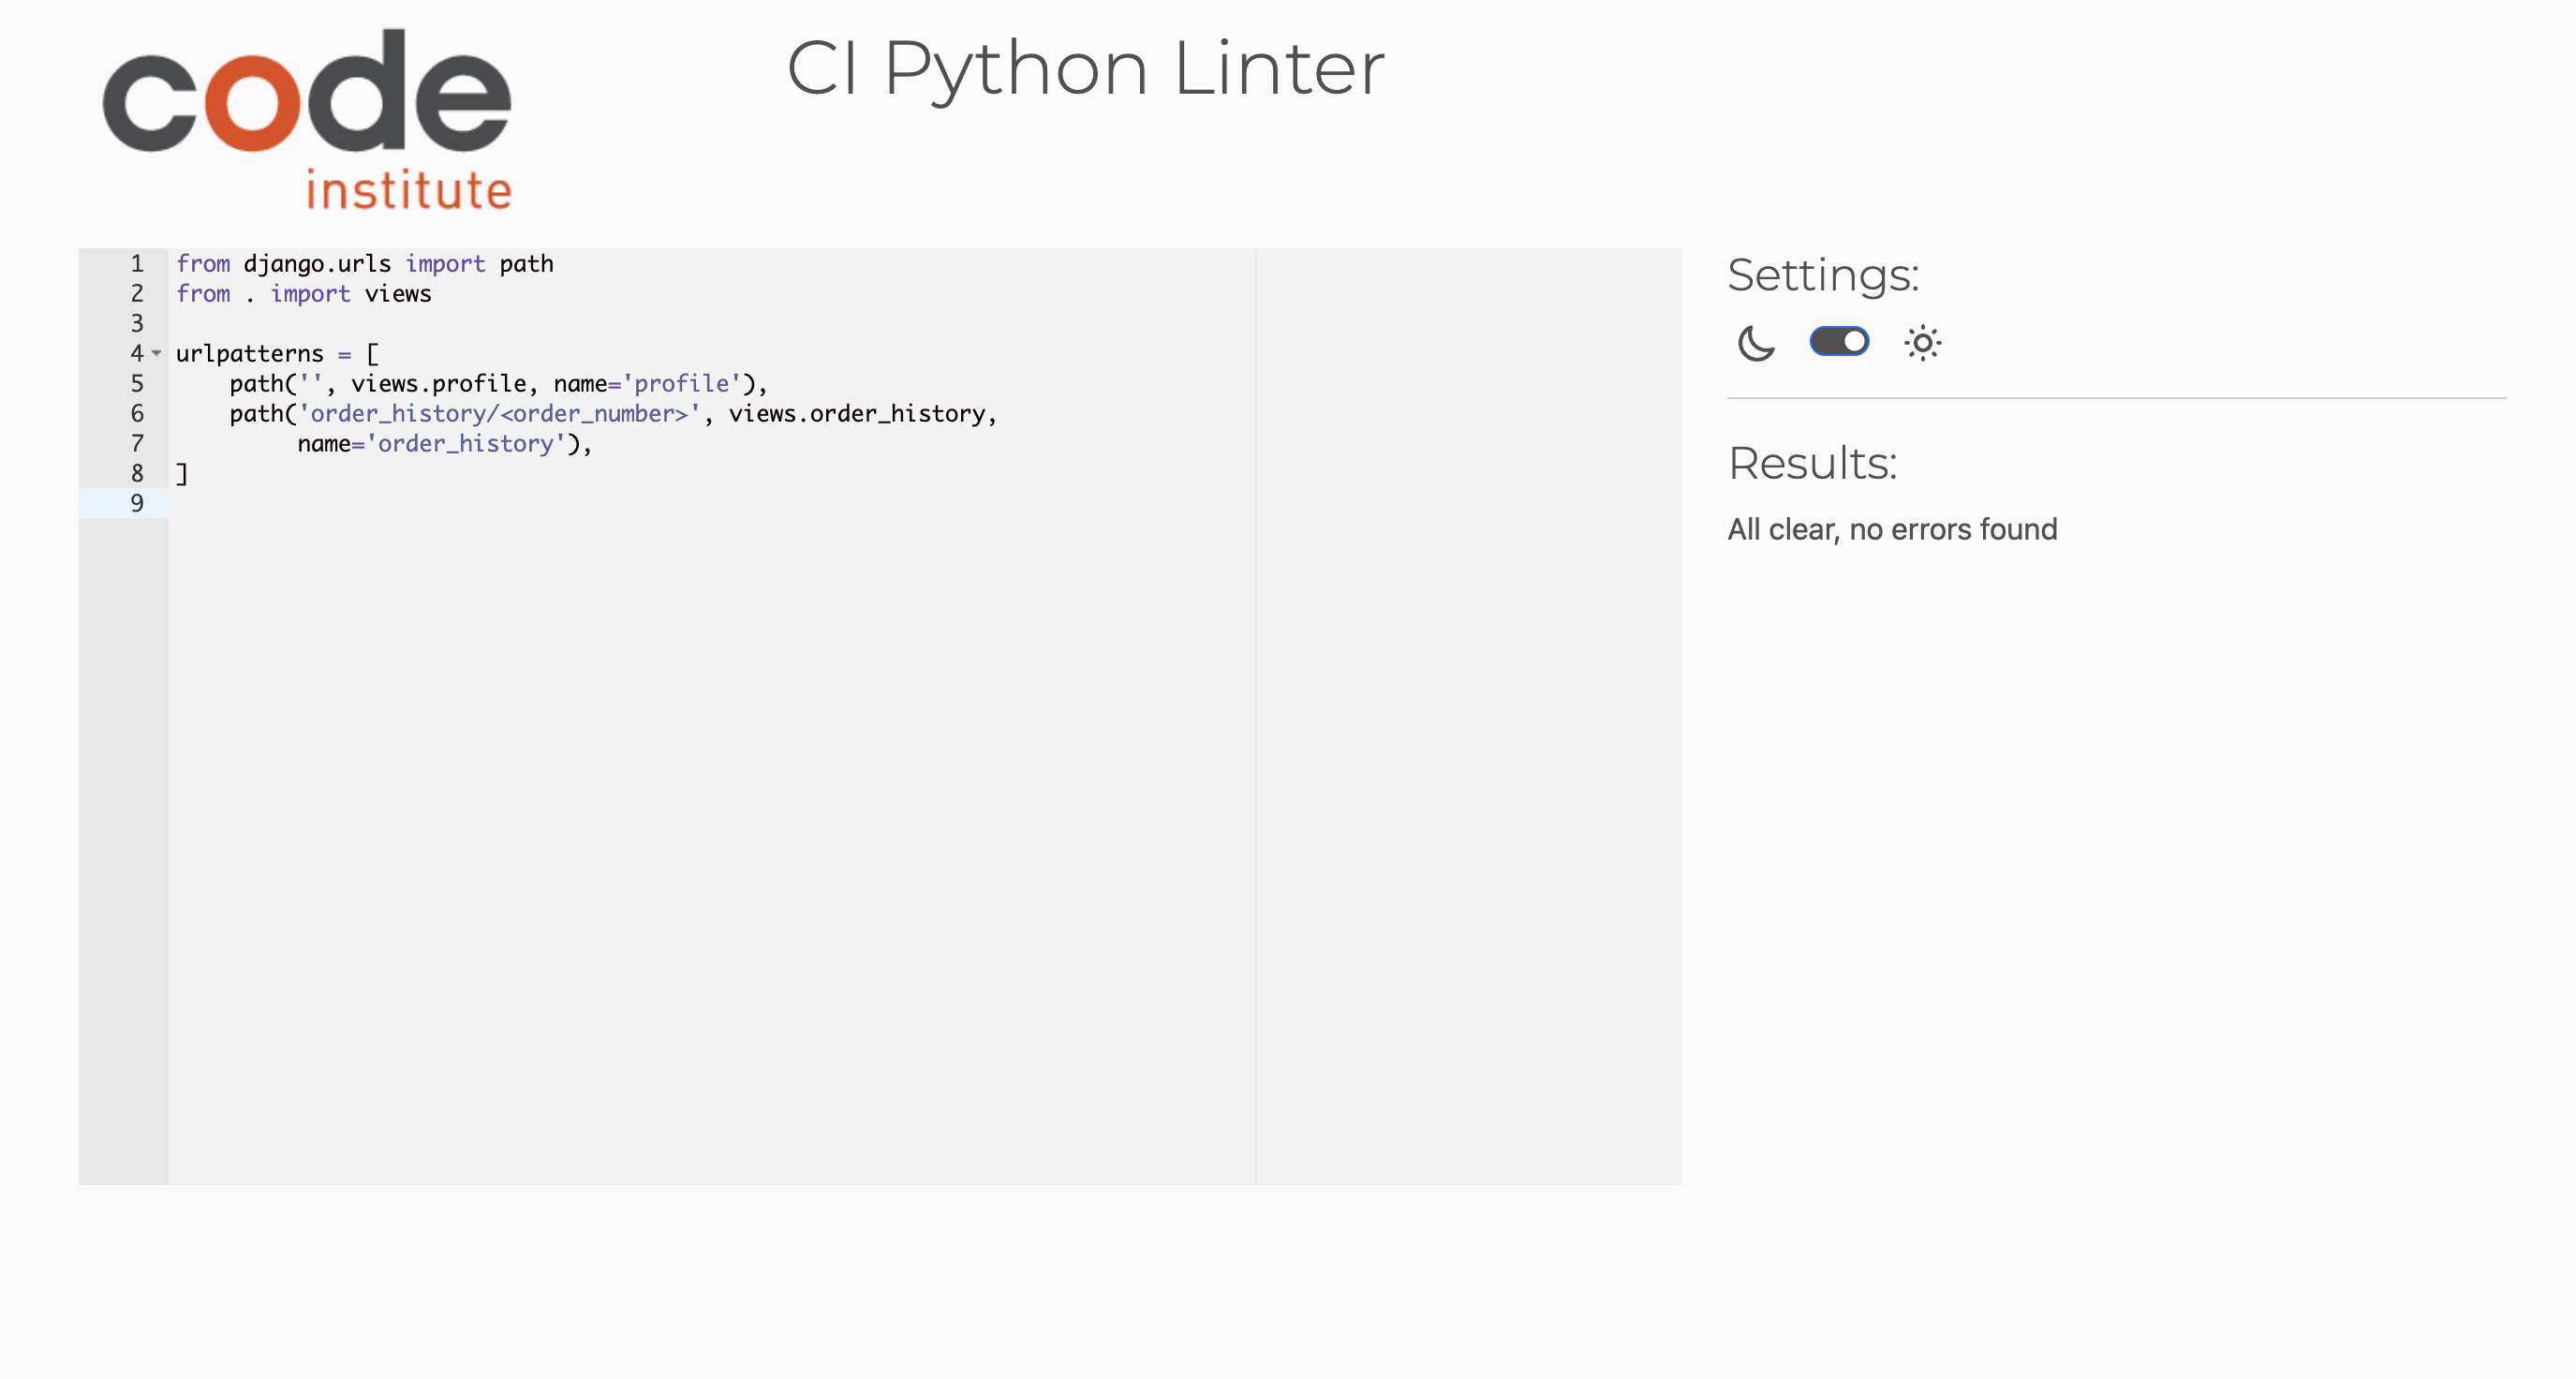 code
institute
CI Python Linter
1 from django.urls import path
2 from . import views
3
4 urlpatterns = [
5     path('', views.profile, name='profile'),
6     path('order_history/<order_number>', views.order_history,
7          name='order_history'),
8 ]
9
Settings:
Results:
All clear, no errors found